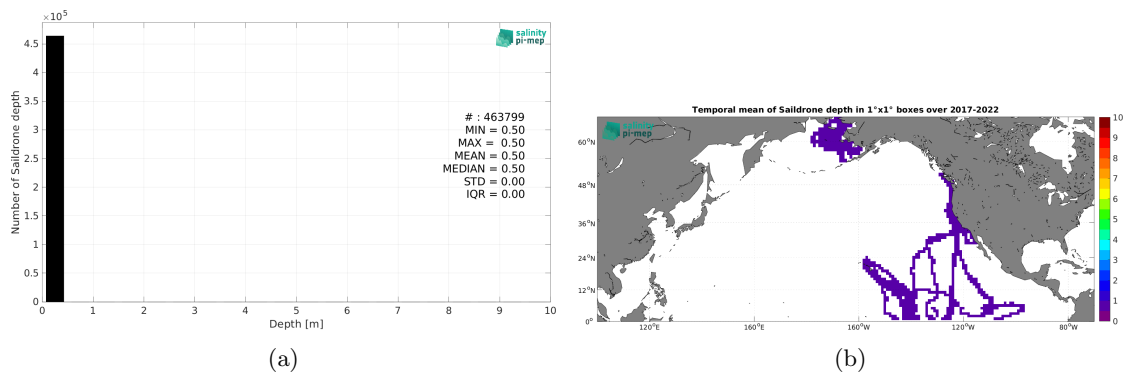 ×10^5
4.5
4
3.5
3
2.5
2
1.5
1
0.5
0
Number of Saildrone depth
0 1 2 3 4 5 6 7 8 9 10
Depth [m]
salinity
pi-mep
# : 463799
MIN = 0.50
MAX = 0.50
MEAN = 0.50
MEDIAN = 0.50
STD = 0.00
IQR = 0.00
(a)
Temporal mean of Saildrone depth in 1°x1° boxes over 2017-2022
salinity
pi-mep
60°N
48°N
36°N
24°N
12°N
0°
120°E 160°E 160°W 120°W 80°W
10
9
8
7
6
5
4
3
2
1
0
(b)